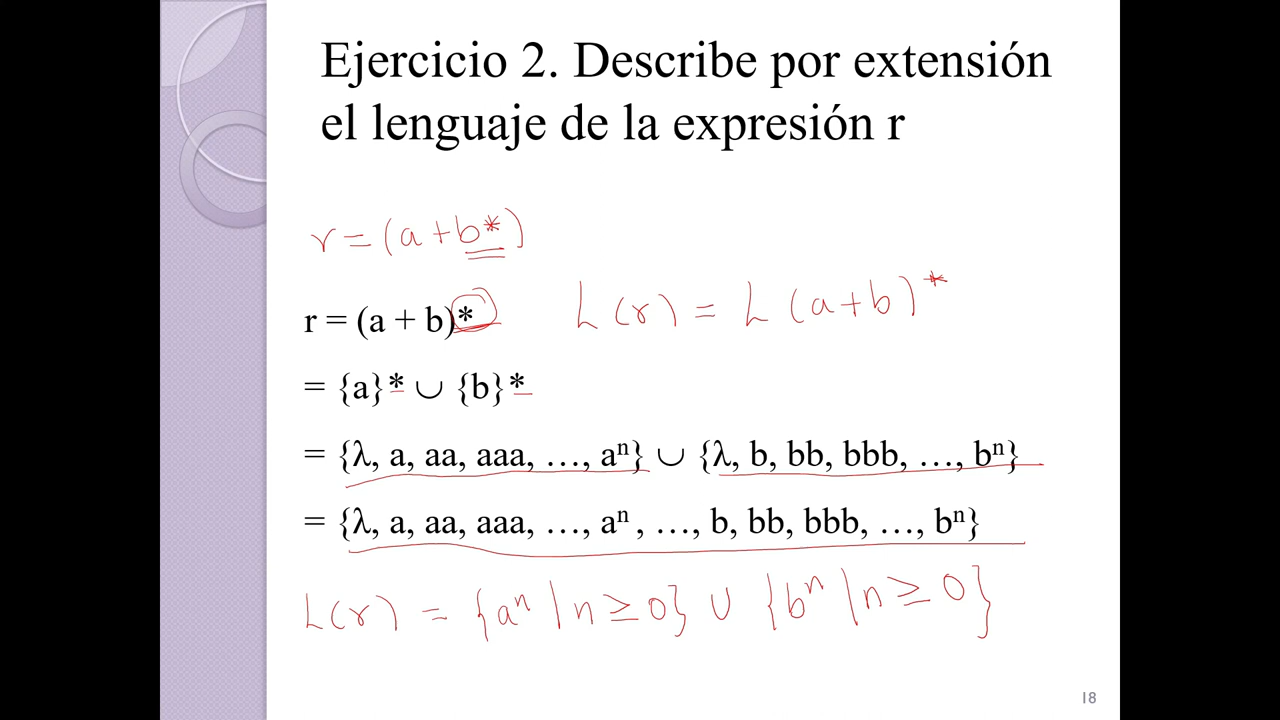 Ejercicio 2. Describe por extensión
el lenguaje de la expresión r
r = (a + b*)
r = (a + b)*
L(r) = L(a+b)*
= {a}* ∪ {b}*
= {λ, a, aa, aaa, …, aⁿ} ∪ {λ, b, bb, bbb, …, bⁿ}
= {λ, a, aa, aaa, …, aⁿ , …, b, bb, bbb, …, bⁿ}
L(r) = {aⁿ | n ≥ 0} ∪ {bⁿ | n ≥ 0}
18